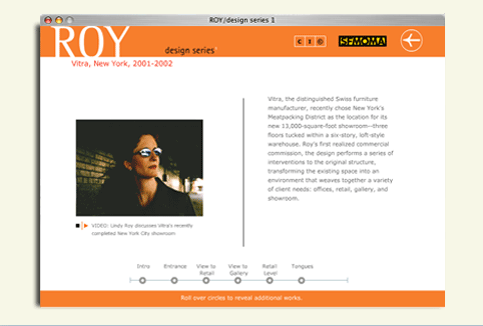 ROY/design series 1
ROY
design series
C I D
SFMOMA
Vitra, New York, 2001-2002
Vitra, the distinguished Swiss furniture
manufacturer, recently chose New York's
Meatpacking District as the location for its
new 13,000-square-foot showroom—three
floors tucked within a six-story, loft-style
warehouse. Roy's first realized commercial
commission, the design performs a series of
interventions to the original structure,
transforming the existing space into an
environment that weaves together a variety
of client needs: offices, retail, gallery, and
showroom.
VIDEO: Lindy Roy discusses Vitra's recently
completed New York City showroom
Intro Entrance View to Retail View to Gallery Retail Level Tongues
Roll over circles to reveal additional works.